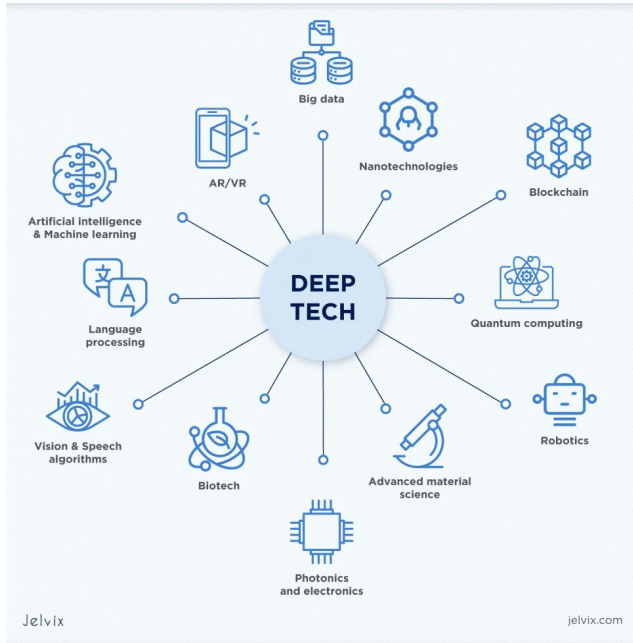 Big data
Nanotechnologies
Blockchain
AR/VR
Artificial intelligence
& Machine learning
DEEP
TECH
文
A
Language
processing
Quantum computing
Vision & Speech
algorithms
Biotech
Advanced material
science
Robotics
Photonics
and electronics
Jelvix
jelvix.com